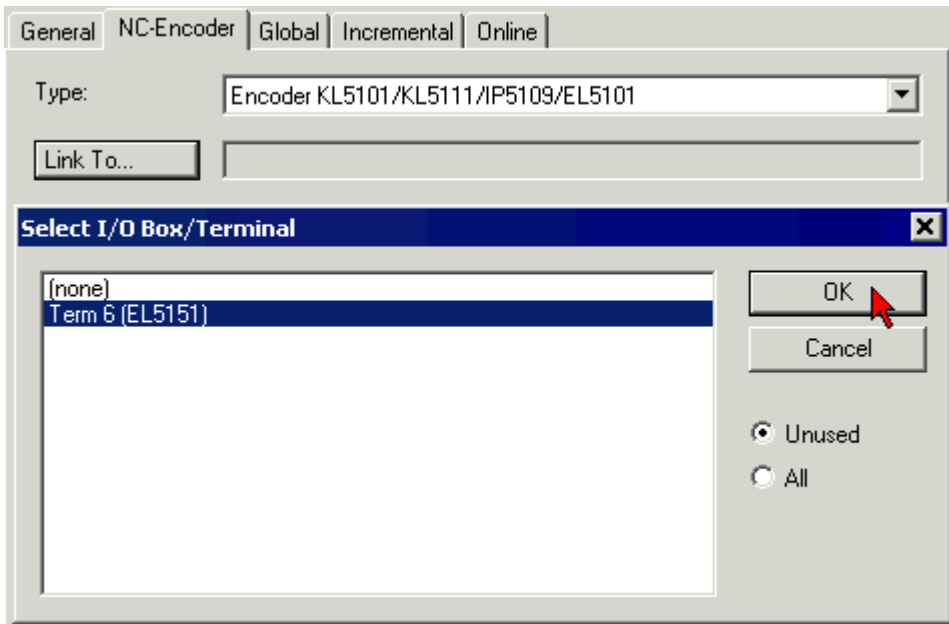 General NC-Encoder Global Incremental Online
Type: Encoder KL5101/KL5111/IP5109/EL5101
Link To...
Select I/O Box/Terminal
(none)
Term 6 (EL5151)
OK
Cancel
Unused
All